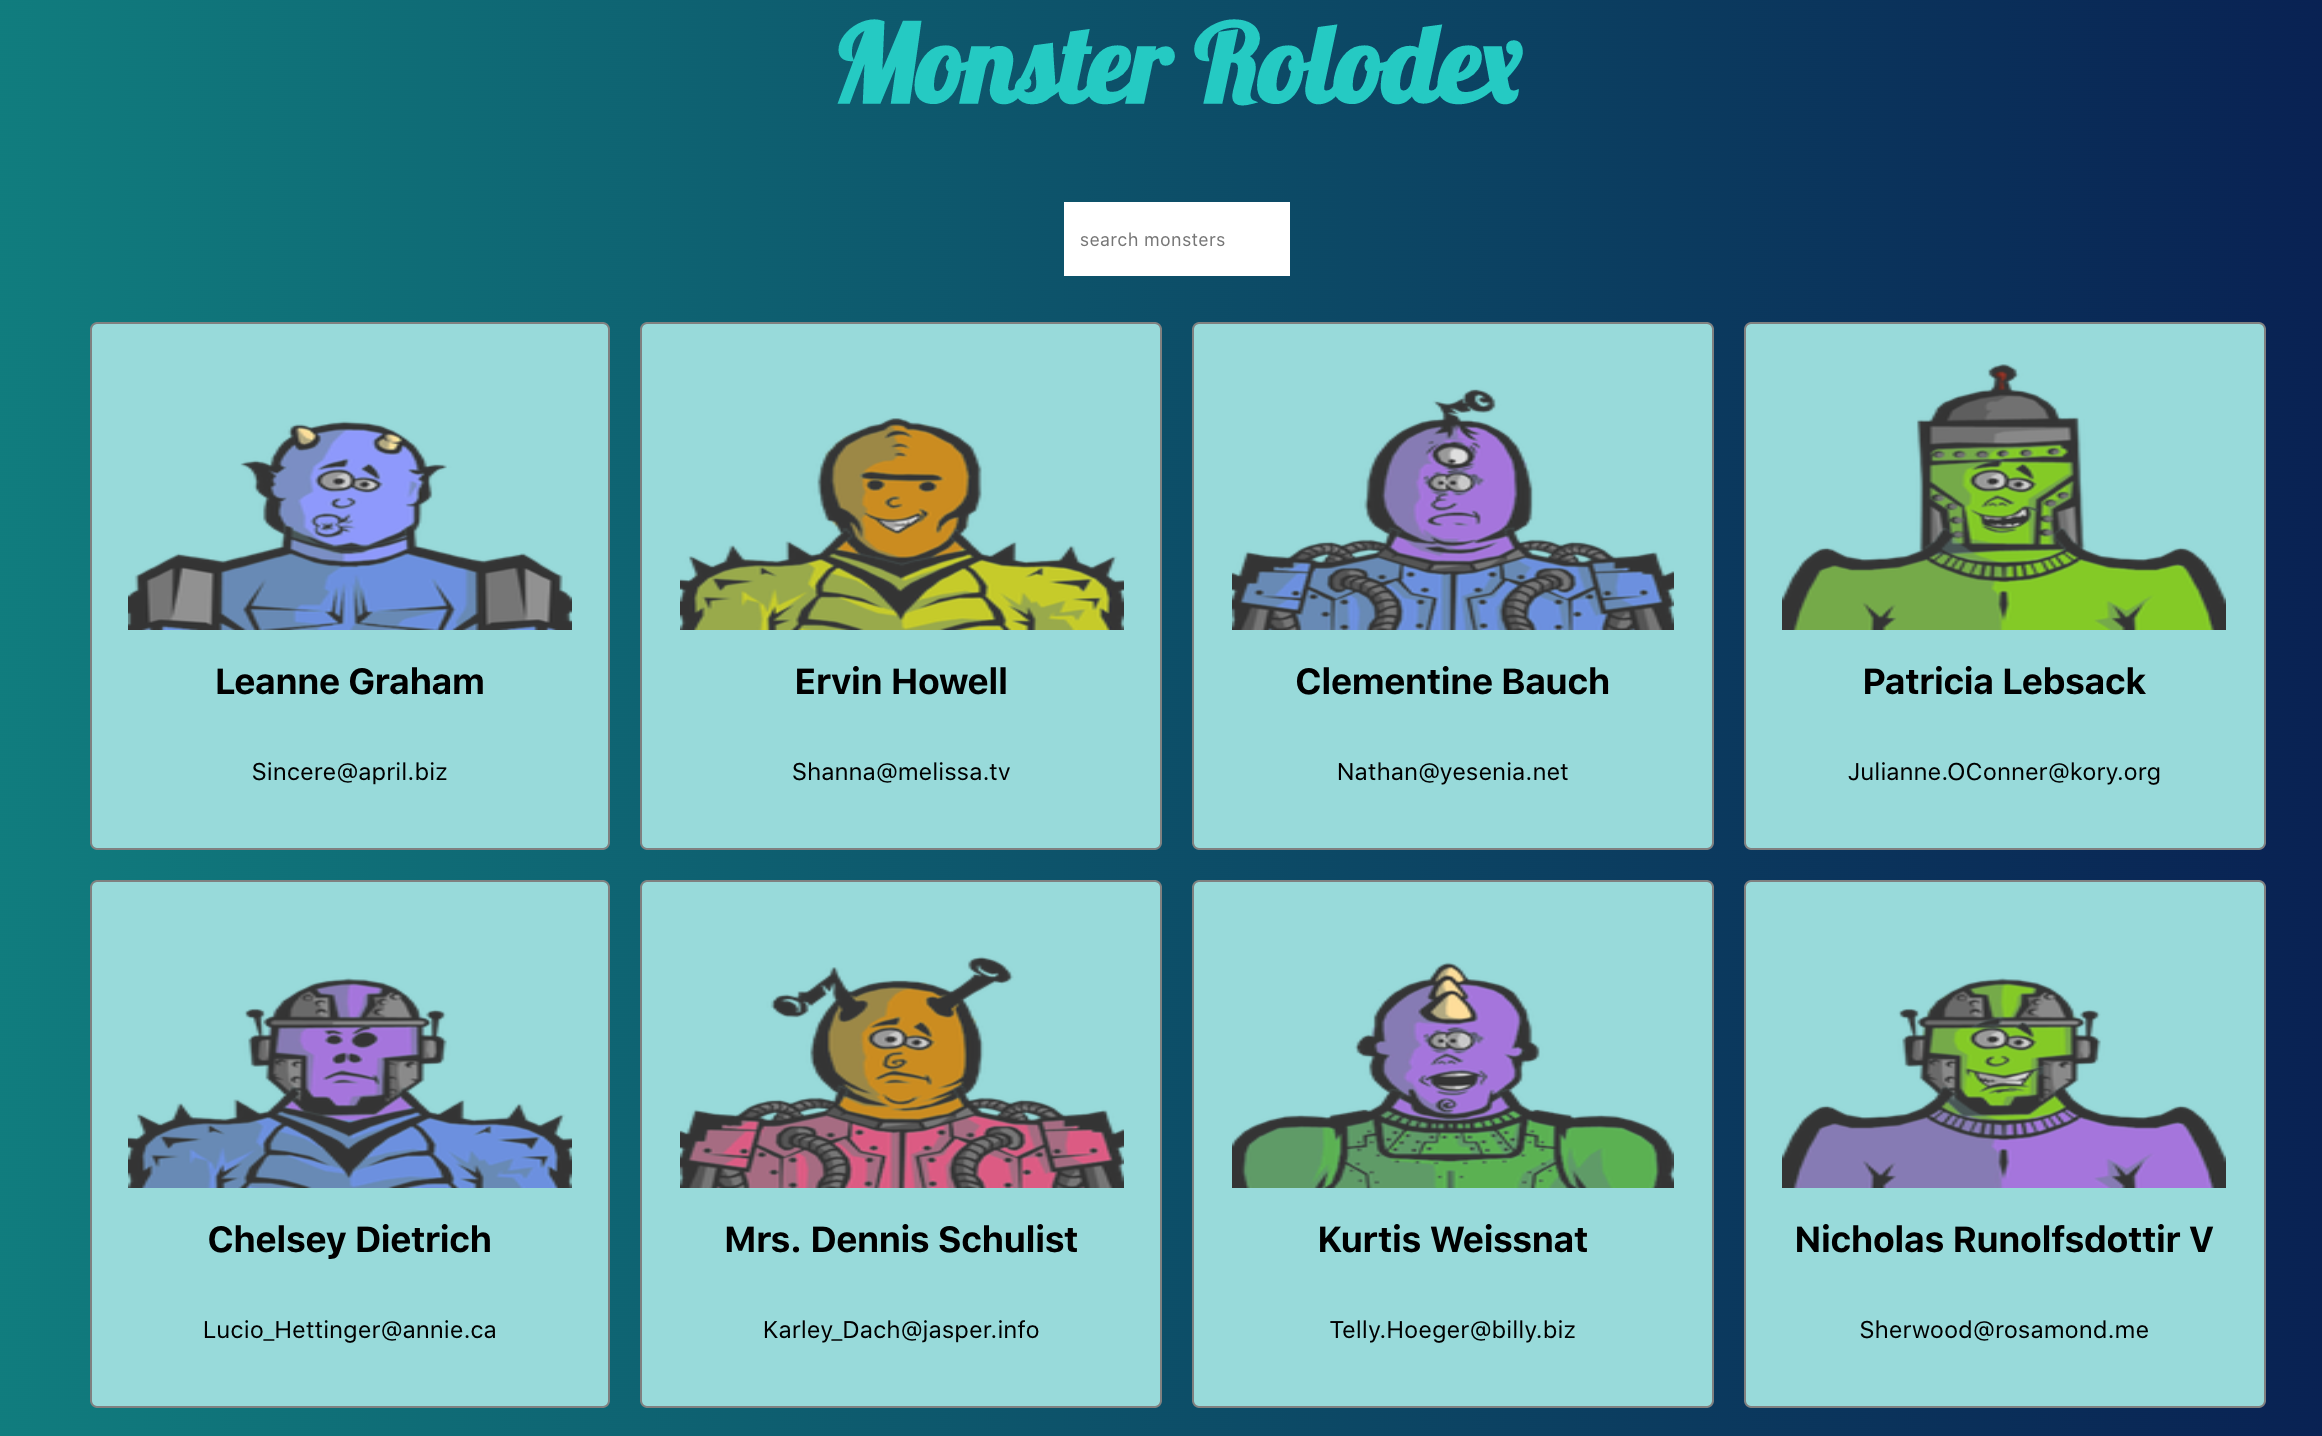 Monster Rolodex
search monsters
Leanne Graham
Sincere@april.biz
Ervin Howell
Shanna@melissa.tv
Clementine Bauch
Nathan@yesenia.net
Patricia Lebsack
Julianne.OConner@kory.org
Chelsey Dietrich
Lucio_Hettinger@annie.ca
Mrs. Dennis Schulist
Karley_Dach@jasper.info
Kurtis Weissnat
Telly.Hoeger@billy.biz
Nicholas Runolfsdottir V
Sherwood@rosamond.me